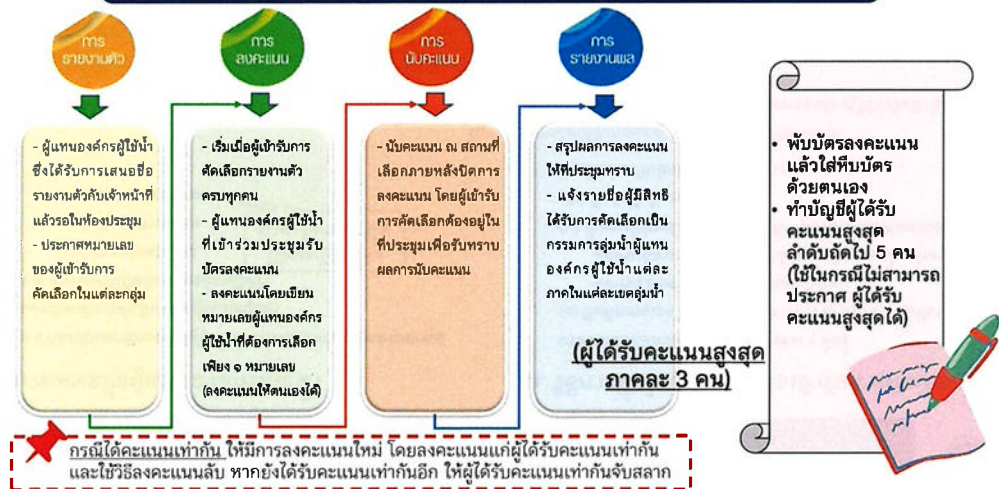 การ
รายงานตัว
การ
ลงคะแนน
การ
นับคะแนน
การ
รายงานผล
- ผู้แทนองค์กรผู้ใช้น้ำ
ซึ่งได้รับการเสนอชื่อ
รายงานตัวกับเจ้าหน้าที่
แล้วรอในห้องประชุม
- ประกาศหมายเลข
ของผู้เข้ารับการ
คัดเลือกในแต่ละกลุ่ม
- เริ่มเมื่อผู้เข้ารับการ
คัดเลือกรายงานตัว
ครบทุกคน
- ผู้แทนองค์กรผู้ใช้น้ำ
ที่เข้าร่วมประชุมรับ
บัตรลงคะแนน
- ลงคะแนนโดยเขียน
หมายเลขผู้แทนองค์กร
ผู้ใช้น้ำที่ต้องการเลือก
เพียง ๑ หมายเลข
(ลงคะแนนให้ตนเองได้)
- นับคะแนน ณ สถานที่
เลือกภายหลังปิดการ
ลงคะแนน โดยผู้เข้ารับ
การคัดเลือกต้องอยู่ใน
ที่ประชุมเพื่อรับทราบ
ผลการนับคะแนน
- สรุปผลการลงคะแนน
ให้ที่ประชุมทราบ
- แจ้งรายชื่อผู้มีสิทธิ
ได้รับการคัดเลือกเป็น
กรรมการลุ่มน้ำผู้แทน
องค์กรผู้ใช้น้ำแต่ละ
ภาคในแต่ละเขตลุ่มน้ำ
(ผู้ได้รับคะแนนสูงสุด
ภาคละ 3 คน)
• พับบัตรลงคะแนน
แล้วใส่หีบบัตร
ด้วยตนเอง
• ทำบัญชีผู้ได้รับ
คะแนนสูงสุด
ลำดับถัดไป 5 คน
(ใช้ในกรณีไม่สามารถ
ประกาศ ผู้ได้รับ
คะแนนสูงสุดได้)
กรณีได้คะแนนเท่ากัน ให้มีการลงคะแนนใหม่ โดยลงคะแนนแก่ผู้ได้รับคะแนนเท่ากัน
และใช้วิธีลงคะแนนลับ หากยังได้รับคะแนนเท่ากันอีก ให้ผู้ได้รับคะแนนเท่ากันจับสลาก